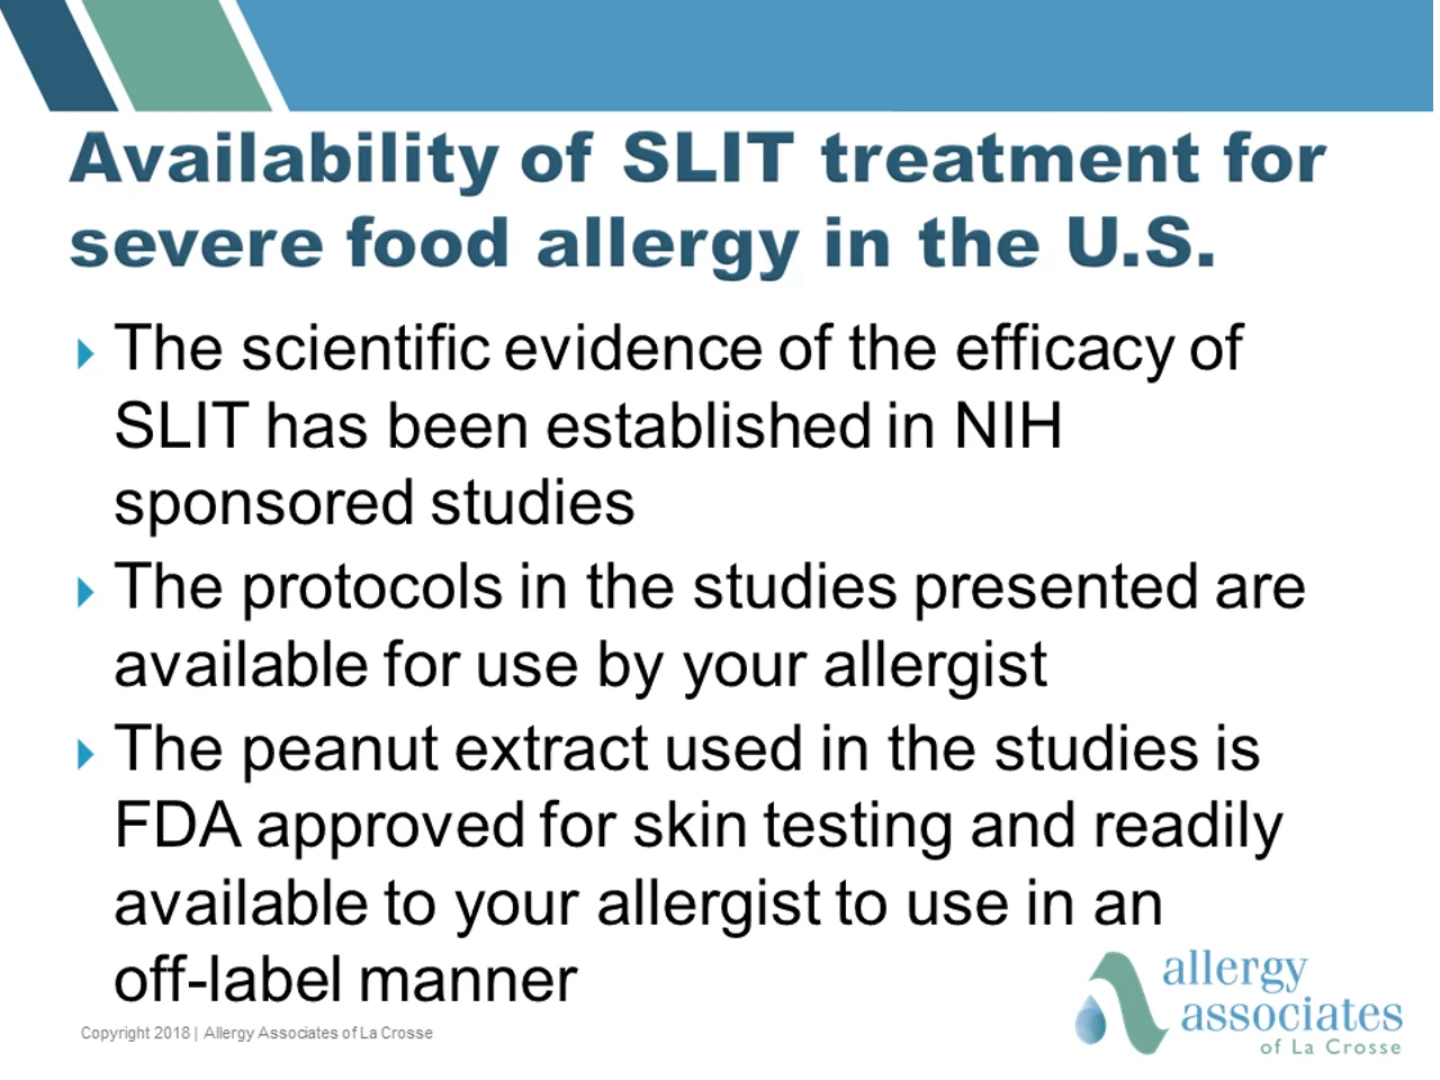 Availability of SLIT treatment for
severe food allergy in the U.S.
The scientific evidence of the efficacy of
SLIT has been established in NIH
sponsored studies
The protocols in the studies presented are
available for use by your allergist
The peanut extract used in the studies is
FDA approved for skin testing and readily
available to your allergist to use in an
off-label manner
allergy
associates
of La Crosse
Copyright 2018 | Allergy Associates of La Crosse